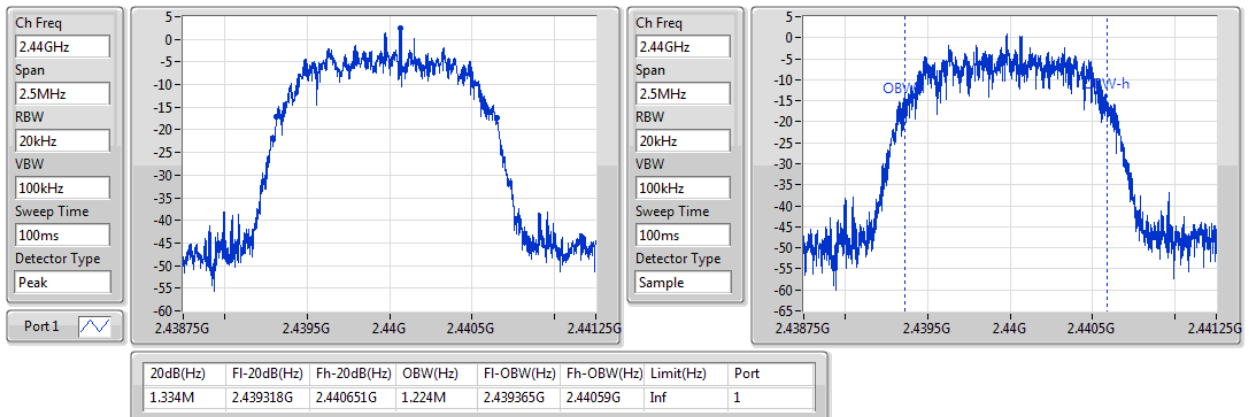 Ch Freq
2.44GHz
Span
2.5MHz
RBW
20kHz
VBW
100kHz
Sweep Time
100ms
Detector Type
Peak
Port 1
5-
0-
-5-
-10-
-15-
-20-
-25-
-30-
-35-
-40-
-45-
-50-
-55-
-60-
2.43875G 2.4395G 2.44G 2.4405G 2.44125G
Ch Freq
2.44GHz
Span
2.5MHz
RBW
20kHz
VBW
100kHz
Sweep Time
100ms
Detector Type
Sample
5-
0-
-5-
-10-
-15-
-20-
-25-
-30-
-35-
-40-
-45-
-50-
-55-
-60-
-65-
2.43875G 2.4395G 2.44G 2.4405G 2.44125G
20dB(Hz) Fl-20dB(Hz) Fh-20dB(Hz) OBW(Hz) Fl-OBW(Hz) Fh-OBW(Hz) Limit(Hz) Port
1.334M 2.439318G 2.440651G 1.224M 2.439365G 2.44059G Inf 1